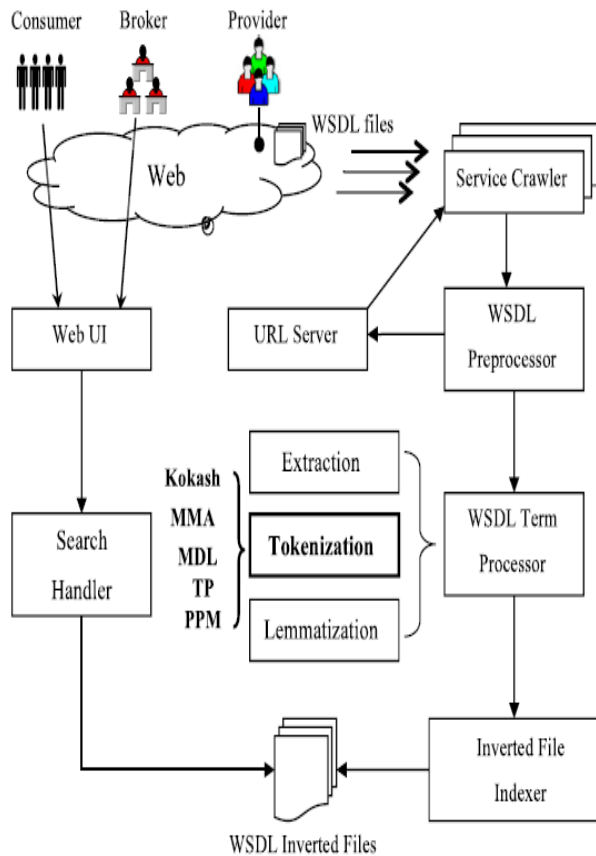 Consumer
Broker
Provider
WSDL files
Web
Service Crawler
Web UI
URL Server
WSDL
Preprocessor
Kokash
MMA
MDL
TP
PPM
Extraction
Tokenization
Lemmatization
WSDL Term
Processor
Search
Handler
Inverted File
Indexer
WSDL Inverted Files